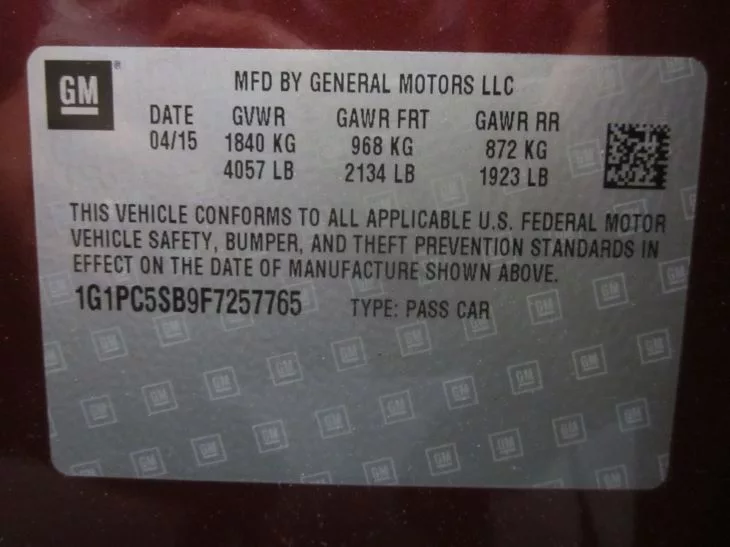 GM
MFD BY GENERAL MOTORS LLC
DATE GVWR GAWR FRT GAWR RR
04/15 1840 KG 968 KG 872 KG
4057 LB 2134 LB 1923 LB
THIS VEHICLE CONFORMS TO ALL APPLICABLE U.S. FEDERAL MOTOR
VEHICLE SAFETY, BUMPER, AND THEFT PREVENTION STANDARDS IN
EFFECT ON THE DATE OF MANUFACTURE SHOWN ABOVE.
1G1PC5SB9F7257765 TYPE: PASS CAR